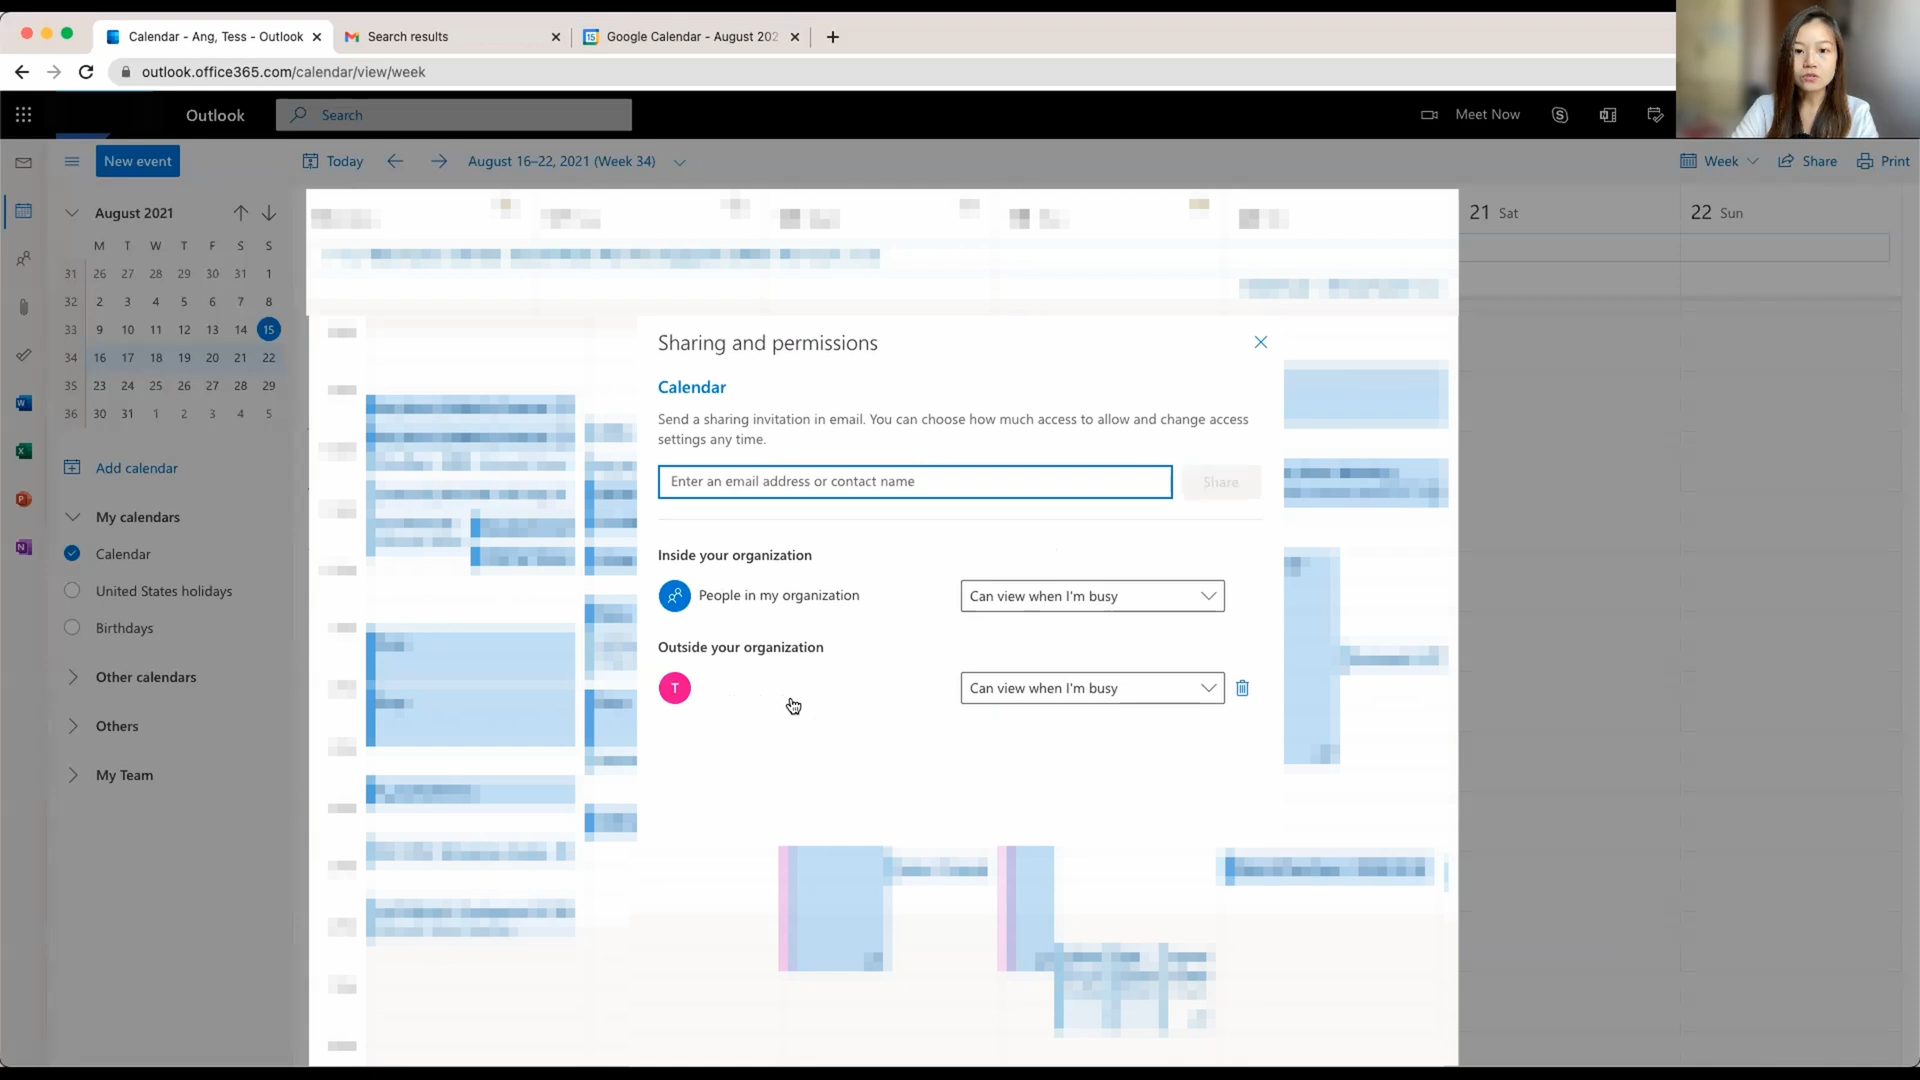 Calendar - Ang, Tess - Outlook
Search results
Google Calendar - August 202
outlook.office365.com/calendar/view/week
Outlook
Search
Meet Now
New event
Today
August 16–22, 2021 (Week 34)
Week
Share
Print
August 2021
M T W T F S S
31 26 27 28 29 30 31 1
32 2 3 4 5 6 7 8
33 9 10 11 12 13 14 15
34 16 17 18 19 20 21 22
35 23 24 25 26 27 28 29
36 30 31 1 2 3 4 5
21 Sat
22 Sun
Add calendar
My calendars
Calendar
United States holidays
Birthdays
Other calendars
Others
My Team
Sharing and permissions
Calendar
Send a sharing invitation in email. You can choose how much access to allow and change access
settings any time.
Enter an email address or contact name
Share
Inside your organization
People in my organization
Can view when I'm busy
Outside your organization
T
Can view when I'm busy